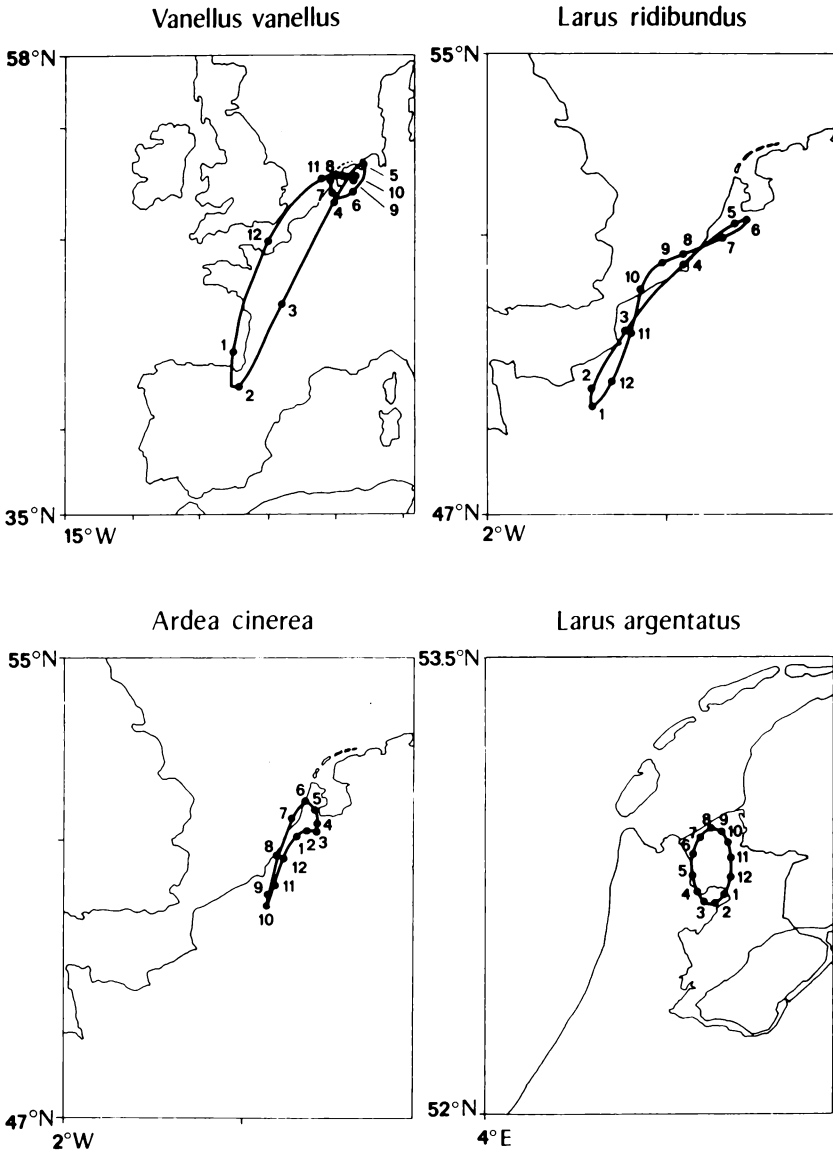 Vanellus vanellus
58°N
11 8
5
10
9
7
4
6
12
3
1
2
35°N
15°W
Larus ridibundus
55°N
5
6
7
8
9
4
10
3
11
2
12
1
47°N
2°W
Ardea cinerea
55°N
6
5
7
4
3
2
1
8
12
9
11
10
47°N
2°W
Larus argentatus
53.5°N
8 9
7
10
6
11
5
12
4
1
3 2
52°N
4°E